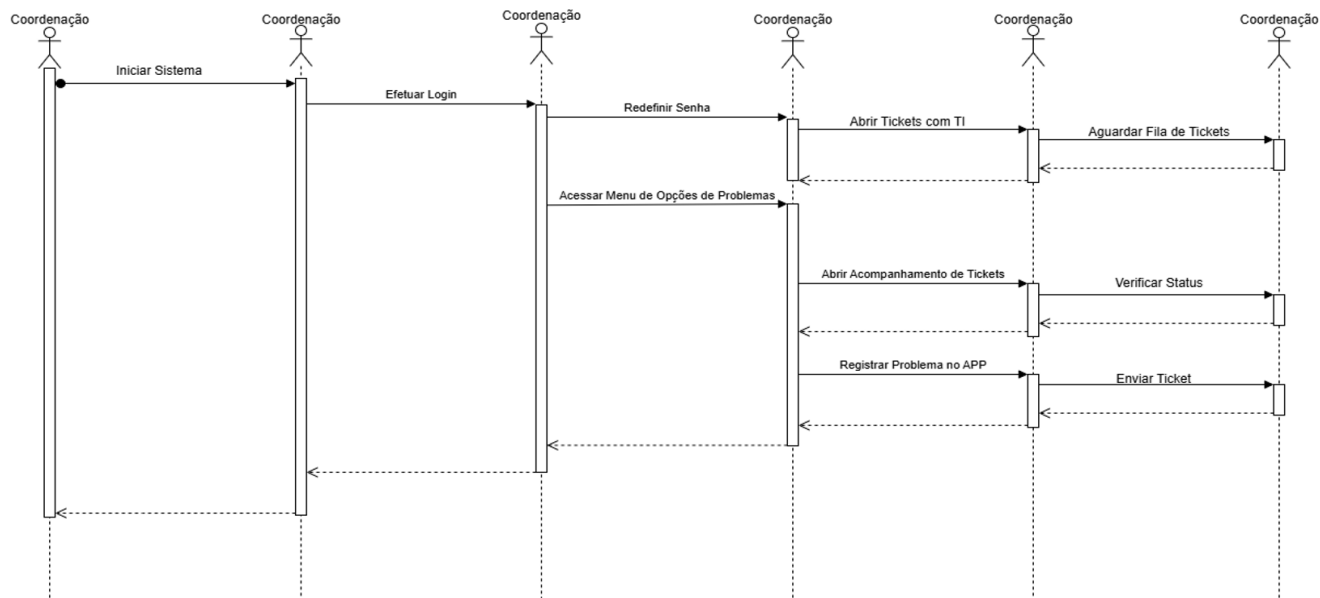 Coordenação
Coordenação
Coordenação
Coordenação
Coordenação
Coordenação
Iniciar Sistema
Efetuar Login
Redefinir Senha
Abrir Tickets com TI
Aguardar Fila de Tickets
Acessar Menu de Opções de Problemas
Abrir Acompanhamento de Tickets
Verificar Status
Registrar Problema no APP
Enviar Ticket